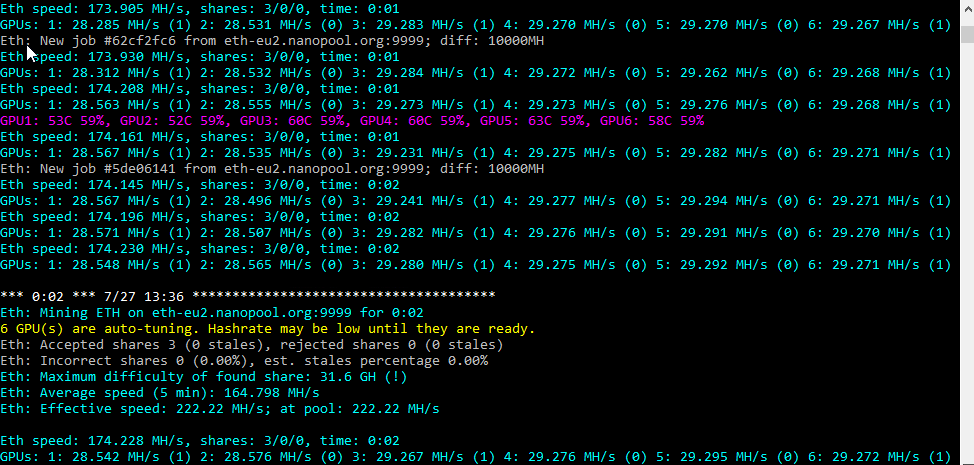 Eth speed: 173.905 MH/s, shares: 3/0/0, time: 0:01
GPUs: 1: 28.285 MH/s (1) 2: 28.531 MH/s (0) 3: 29.283 MH/s (1) 4: 29.270 MH/s (0) 5: 29.270 MH/s (0) 6: 29.267 MH/s (1)
Eth: New job #62cf2fc6 from eth-eu2.nanopool.org:9999; diff: 10000MH
Eth speed: 173.930 MH/s, shares: 3/0/0, time: 0:01
GPUs: 1: 28.312 MH/s (1) 2: 28.532 MH/s (0) 3: 29.284 MH/s (1) 4: 29.272 MH/s (0) 5: 29.262 MH/s (0) 6: 29.268 MH/s (1)
Eth speed: 174.208 MH/s, shares: 3/0/0, time: 0:01
GPUs: 1: 28.563 MH/s (1) 2: 28.555 MH/s (0) 3: 29.273 MH/s (1) 4: 29.273 MH/s (0) 5: 29.276 MH/s (0) 6: 29.268 MH/s (1)
GPU1: 53C 59%, GPU2: 52C 59%, GPU3: 60C 59%, GPU4: 60C 59%, GPU5: 63C 59%, GPU6: 58C 59%
Eth speed: 174.161 MH/s, shares: 3/0/0, time: 0:01
GPUs: 1: 28.567 MH/s (1) 2: 28.535 MH/s (0) 3: 29.231 MH/s (1) 4: 29.275 MH/s (0) 5: 29.282 MH/s (0) 6: 29.271 MH/s (1)
Eth: New job #5de06141 from eth-eu2.nanopool.org:9999; diff: 10000MH
Eth speed: 174.145 MH/s, shares: 3/0/0, time: 0:02
GPUs: 1: 28.567 MH/s (1) 2: 28.496 MH/s (0) 3: 29.241 MH/s (1) 4: 29.277 MH/s (0) 5: 29.294 MH/s (0) 6: 29.271 MH/s (1)
Eth speed: 174.196 MH/s, shares: 3/0/0, time: 0:02
GPUs: 1: 28.571 MH/s (1) 2: 28.507 MH/s (0) 3: 29.282 MH/s (1) 4: 29.276 MH/s (0) 5: 29.291 MH/s (0) 6: 29.270 MH/s (1)
Eth speed: 174.230 MH/s, shares: 3/0/0, time: 0:02
GPUs: 1: 28.548 MH/s (1) 2: 28.565 MH/s (0) 3: 29.280 MH/s (1) 4: 29.275 MH/s (0) 5: 29.292 MH/s (0) 6: 29.271 MH/s (1)
*** 0:02 *** 7/27 13:36 **************************************
Eth: Mining ETH on eth-eu2.nanopool.org:9999 for 0:02
6 GPU(s) are auto-tuning. Hashrate may be low until they are ready.
Eth: Accepted shares 3 (0 stales), rejected shares 0 (0 stales)
Eth: Incorrect shares 0 (0.00%), est. stales percentage 0.00%
Eth: Maximum difficulty of found share: 31.6 GH (!)
Eth: Average speed (5 min): 164.798 MH/s
Eth: Effective speed: 222.22 MH/s; at pool: 222.22 MH/s
Eth speed: 174.228 MH/s, shares: 3/0/0, time: 0:02
GPUs: 1: 28.542 MH/s (1) 2: 28.576 MH/s (0) 3: 29.267 MH/s (1) 4: 29.276 MH/s (0) 5: 29.295 MH/s (0) 6: 29.272 MH/s (1)